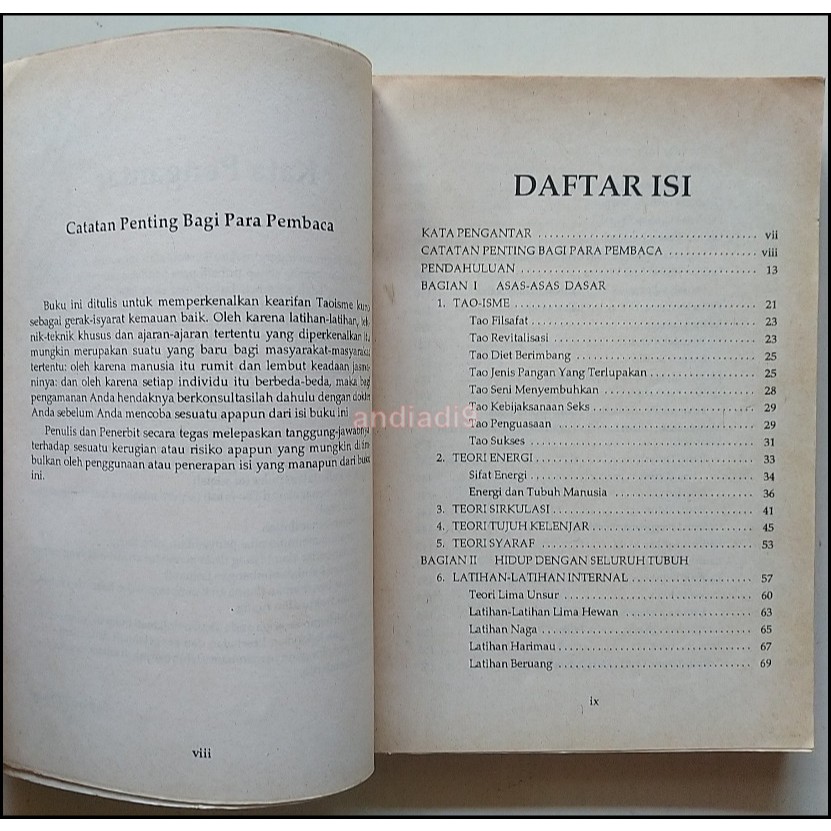 Catatan Penting Bagi Para Pembaca
Buku ini ditulis untuk memperkenalkan kearifan Taoisme
sebagai gerak-isyarat kemauan baik. Oleh karena latihan-latihan,
nik-teknik khusus dan ajaran-ajaran tertentu yang diperkenalkan
mungkin merupakan suatu yang baru bagi masyarakat-masyarakat
tertentu; oleh karena manusia itu rumit dan lembut keadaan
ninya: dan oleh karena setiap individu itu berbeda-beda, maka bagi
pengamanan Anda hendaknya berkonsultasilah dahulu dengan dokter
Anda sebelum Anda mencoba sesuatu apapun dari isi buku ini
Penulis dan Penerbit secara tegas melepaskan tanggung-jawabnya
terhadap sesuatu kerugian atau risiko apapun yang mungkin
bulkan oleh penggunaan atau penerapan isi yang manapun dari buku
ini.
viii
DAFTAR ISI
KATA PENGANTAR ........ vii
CATATAN PENTING BAGI PARA PEMBACA ........ viii
PENDAHULUAN ........ 13
BAGIAN I ASAS-ASAS DASAR
1. TAO-ISME ........ 21
Tao Filsafat ........ 23
Tao Revitalisasi ........ 23
Tao Diet Berimbang ........ 25
Tao Jenis Pangan Yang Terlupakan ........ 25
Tao Seni Menyembuhkan ........ 28
Tao Kebijaksanaan Seks ........ 29
Tao Penguasaan ........ 29
Tao Sukses ........ 31
2. TEORI ENERGI ........ 33
Sifat Energi ........ 34
Energi dan Tubuh Manusia ........ 36
3. TEORI SIRKULASI ........ 41
4. TEORI TUJUH KELENJAR ........ 45
5. TEORI SYARAF ........ 53
BAGIAN II HIDUP DENGAN SELURUH TUBUH
6. LATIHAN-LATIHAN INTERNAL ........ 57
Teori Lima Unsur ........ 60
Latihan-Latihan Lima Hewan ........ 63
Latihan Naga ........ 65
Latihan Harimau ........ 67
Latihan Beruang ........ 69
ix
andiadi9